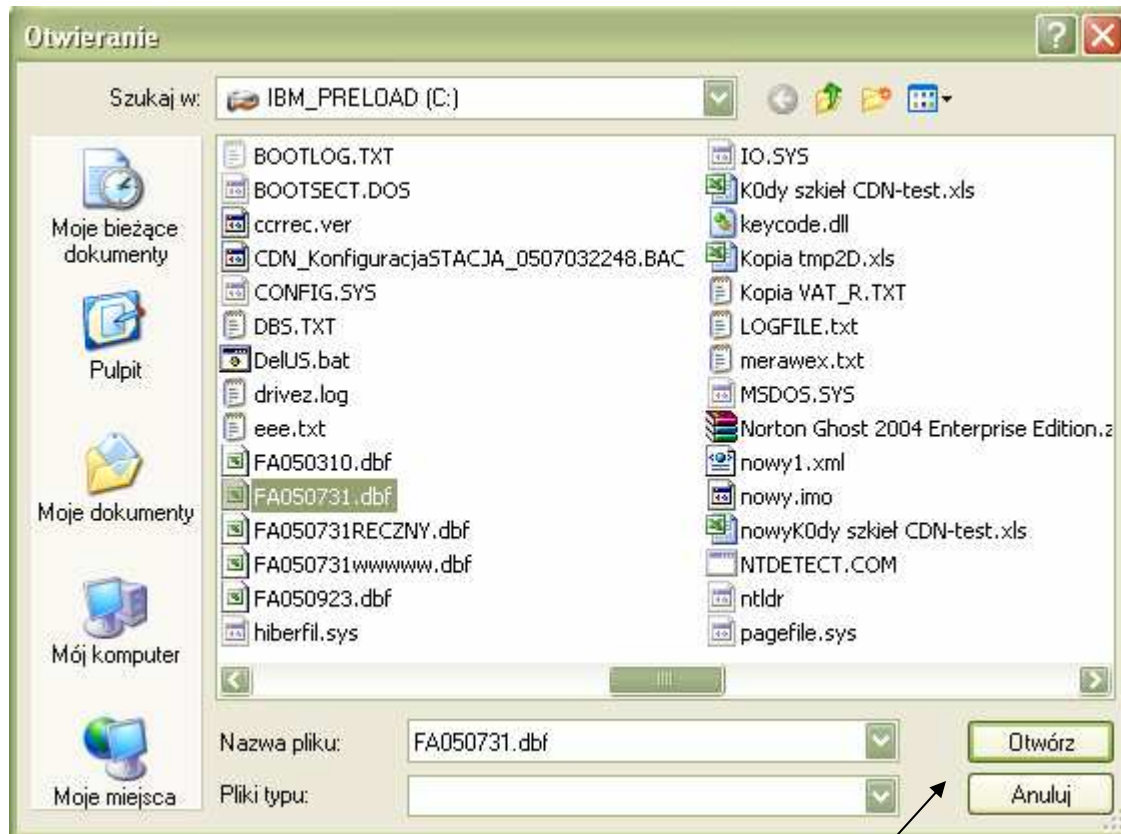 Otwieranie
Szukaj w: IBM_PRELOAD (C:)
Moje bieżące
dokumenty
Pulpit
Moje dokumenty
Mój komputer
Moje miejsca
BOOTLOG.TXT
BOOTSECT.DOS
ccrrec.ver
CDN_KonfiguracjaSTACJA_0507032248.BAC
CONFIG.SYS
DBS.TXT
DelUS.bat
drivez.log
eee.txt
FA050310.dbf
FA050731.dbf
FA050731RECZNY.dbf
FA050731wwwww.dbf
FA050923.dbf
hiberfil.sys
IO.SYS
K0dy szkieł CDN-test.xls
keycode.dll
Kopia tmp2D.xls
Kopia VAT_R.TXT
LOGFILE.txt
merawex.txt
MSDOS.SYS
Norton Ghost 2004 Enterprise Edition.z
nowy1.xml
nowy.imo
nowyK0dy szkieł CDN-test.xls
NTDETECT.COM
ntldr
pagefile.sys
Nazwa pliku: FA050731.dbf Otwórz
Pliki typu: Anuluj